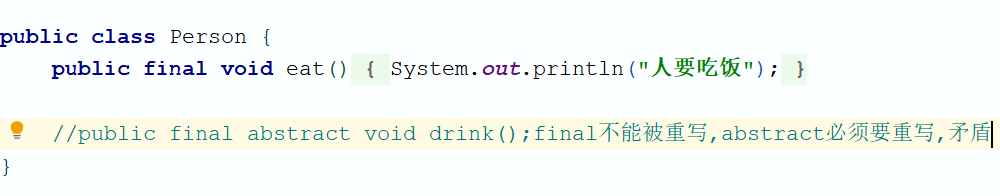 public class Person {
    public final void eat() { System.out.println("人要吃饭"); }
    //public final abstract void drink();final不能被重写,abstract必须要重写,矛盾
}